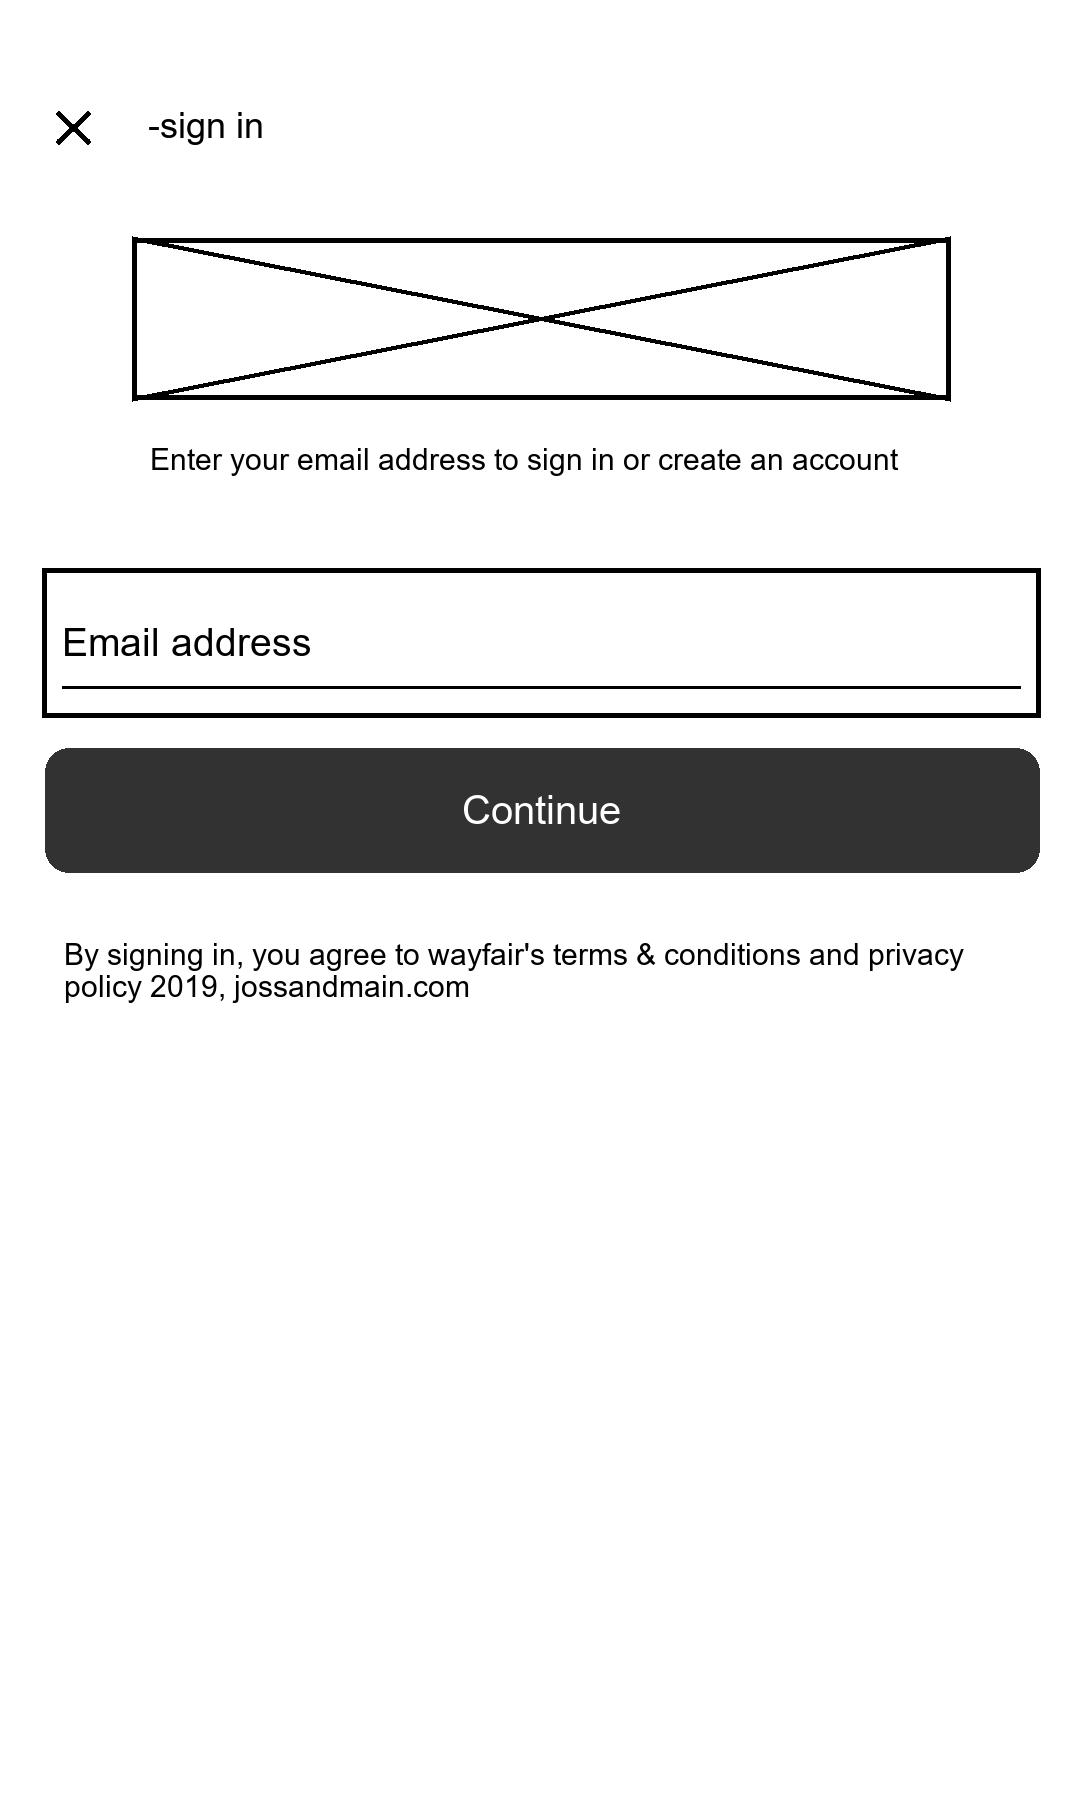 -sign in
Enter your email address to sign in or create an account
Email address
Continue
By signing in, you agree to wayfair's terms & conditions and privacy
policy 2019, jossandmain.com